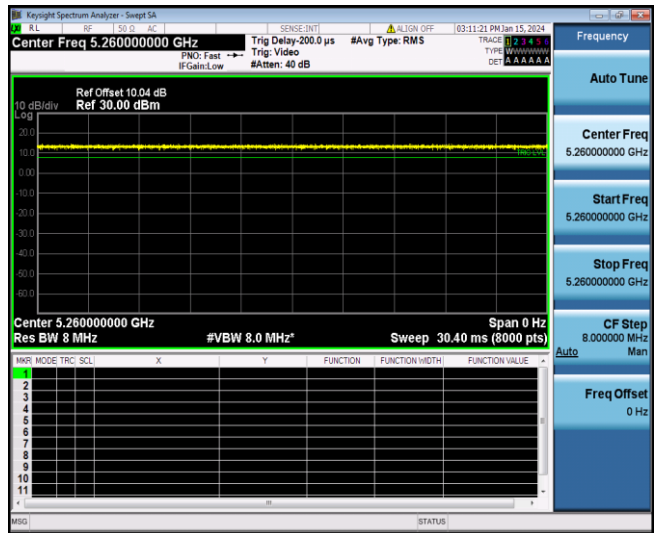 Keysight Spectrum Analyzer - Swept SA
RL RF 50 Ω AC SENSE:INT ALIGN OFF 03:11:21 PM Jan 15, 2024
Center Freq 5.260000000 GHz
PNO: Fast
IFGain:Low
Trig Delay-200.0 µs
Trig: Video
#Atten: 40 dB
#Avg Type: RMS
TRACE 1 2 3 4 5 6
TYPE WWWWWW
DET A A A A A A
Ref Offset 10.04 dB
10 dB/div Ref 30.00 dBm
Log
20.0
10.0
TRIG LVL
0.00
-10.0
-20.0
-30.0
-40.0
-50.0
-60.0
Center 5.260000000 GHz Span 0 Hz
Res BW 8 MHz #VBW 8.0 MHz* Sweep 30.40 ms (8000 pts)
MKR MODE TRC SCL X Y FUNCTION FUNCTION WIDTH FUNCTION VALUE
1
2
3
4
5
6
7
8
9
10
11
MSG STATUS
Frequency
Auto Tune
Center Freq
5.260000000 GHz
Start Freq
5.260000000 GHz
Stop Freq
5.260000000 GHz
CF Step
8.000000 MHz
Auto Man
Freq Offset
0 Hz